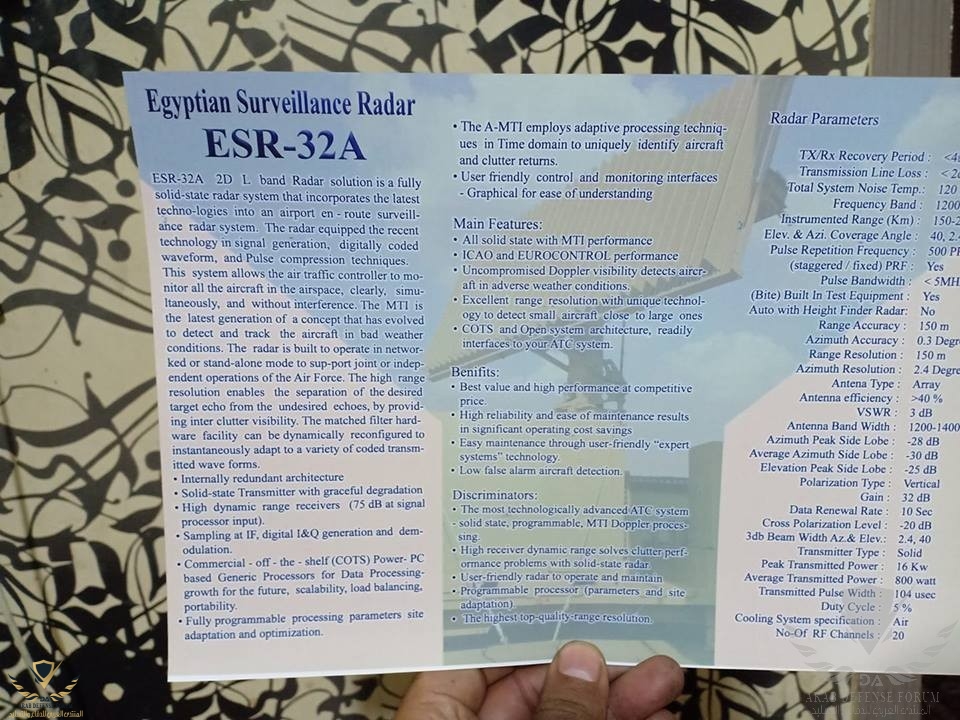 Egyptian Surveillance Radar
ESR-32A
ESR-32A 2D L band Radar solution is a fully
solid-state radar system that incorporates the latest
techno-logies into an airport en - route surveill-
ance radar system. The radar equipped the recent
technology in signal generation, digitally coded
waveform, and Pulse compression techniques.
This system allows the air traffic controller to mo-
nitor all the aircraft in the airspace, clearly, simu-
ltaneously, and without interference. The MTI is
the latest generation of a concept that has evolved
to detect and track the aircraft in bad weather
conditions. The radar is built to operate in networ-
ked or stand-alone mode to sup-port joint or indep-
endent operations of the Air Force. The high range
resolution enables the separation of the desired
target echo from the undesired echoes, by provid-
ing inter clutter visibility. The matched filter hard-
ware facility can be dynamically reconfigured to
instantaneously adapt to a variety of coded transm-
itted wave forms.
• Internally redundant architecture
• Solid-state Transmitter with graceful degradation
• High dynamic range receivers (75 dB at signal
processor input).
• Sampling at IF, digital I&Q generation and dem-
odulation.
• Commercial - off - the - shelf (COTS) Power- PC
based Generic Processors for Data Processing-
growth for the future, scalability, load balancing,
portability.
• Fully programmable processing parameters site
adaptation and optimization.
• The A-MTI employs adaptive processing techniq-
ues in Time domain to uniquely identify aircraft
and clutter returns.
• User friendly control and monitoring interfaces
- Graphical for ease of understanding
Main Features:
• All solid state with MTI performance
• ICAO and EUROCONTROL performance
• Uncompromised Doppler visibility detects aircr-
aft in adverse weather conditions.
• Excellent range resolution with unique technol-
ogy to detect small aircraft close to large ones
• COTS and Open system architecture, readily
interfaces to your ATC system.
Benifits:
• Best value and high performance at competitive
price.
• High reliability and ease of maintenance results
in significant operating cost savings
• Easy maintenance through user-friendly “expert
systems” technology.
• Low false alarm aircraft detection.
Discriminators:
• The most technologically advanced ATC system
- solid state, programmable, MTI Doppler proces-
sing.
• High receiver dynamic range solves clutter perf-
ormance problems with solid-state radar.
• User-friendly radar to operate and maintain
• Programmable processor (parameters and site
adaptation).
• The highest top-quality-range resolution.
Radar Parameters
TX/Rx Recovery Period :
Transmission Line Loss :
Total System Noise Temp.: 120
Frequency Band : 1200
Instrumented Range (Km) : 150-2
Elev. & Azi. Coverage Angle : 40, 2.4
Pulse Repetition Frequency : 500
(staggered / fixed) PRF : Yes
Pulse Bandwidth : < 5MH
(Bite) Built In Test Equipment : Yes
Auto with Height Finder Radar: No
Range Accuracy : 150 m
Azimuth Accuracy : 0.3 Degr
Range Resolution : 150 m
Azimuth Resolution : 2.4 Degre
Antena Type : Array
Antenna efficiency : >40 %
VSWR : 3 dB
Antenna Band Width : 1200-1400
Azimuth Peak Side Lobe : -28 dB
Average Azimuth Side Lobe : -30 dB
Elevation Peak Side Lobe : -25 dB
Polarization Type : Vertical
Gain : 32 dB
Data Renewal Rate : 10 Sec
Cross Polarization Level : -20 dB
3db Beam Width Az.& Elev.: 2.4, 40
Transmitter Type : Solid
Peak Transmitted Power : 16 Kw
Average Transmitted Power : 800 watt
Transmitted Pulse Width : 104 usec
Duty Cycle : 5 %
Cooling System specification : Air
No-Of RF Channels : 20
ARAB DEFENSE FORUM